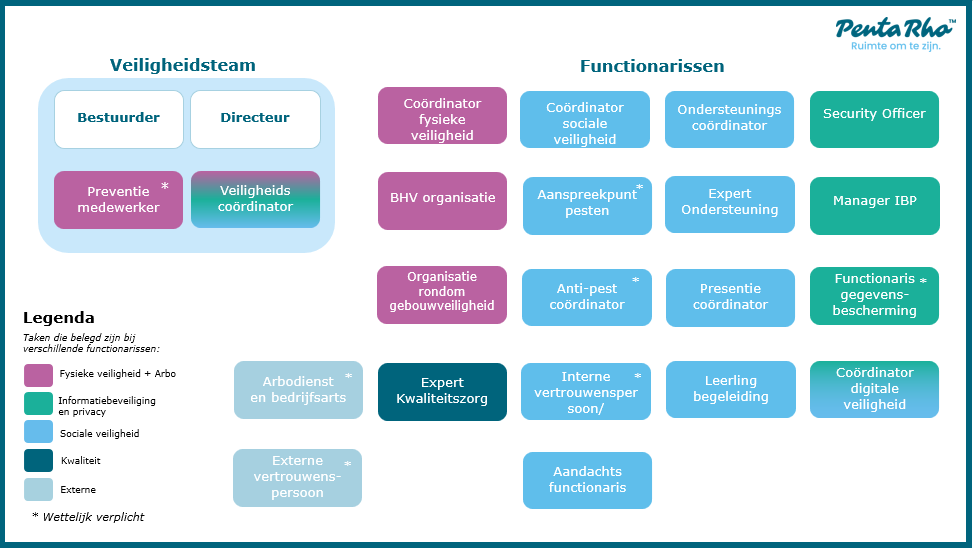 Penta Rho™
Ruimte om te zijn.
Veiligheidsteam
Bestuurder
Directeur
Preventie *
medewerker
Veiligheids
coördinator
Functionarissen
Coördinator
fysieke
veiligheid
Coördinator
sociale
veiligheid
Ondersteunings
coördinator
Security Officer
BHV organisatie
Aanspreekpunt *
pesten
Expert
Ondersteuning
Manager IBP
Organisatie
rondom
gebouwveiligheid
Anti-pest *
coördinator
Presentie
coördinator
Functionaris
gegevens- *
bescherming
Arbodienst *
en bedrijfsarts
Expert
Kwaliteitszorg
Interne *
vertrouwensper
soon/
Leerling
begeleiding
Coördinator
digitale
veiligheid
Externe *
vertrouwens-
persoon
Aandachts
functionaris
Legenda
Taken die belegd zijn bij
verschillende functionarissen:
Fysieke veiligheid + Arbo
Informatiebeveiliging
en privacy
Sociale veiligheid
Kwaliteit
Externe
* Wettelijk verplicht